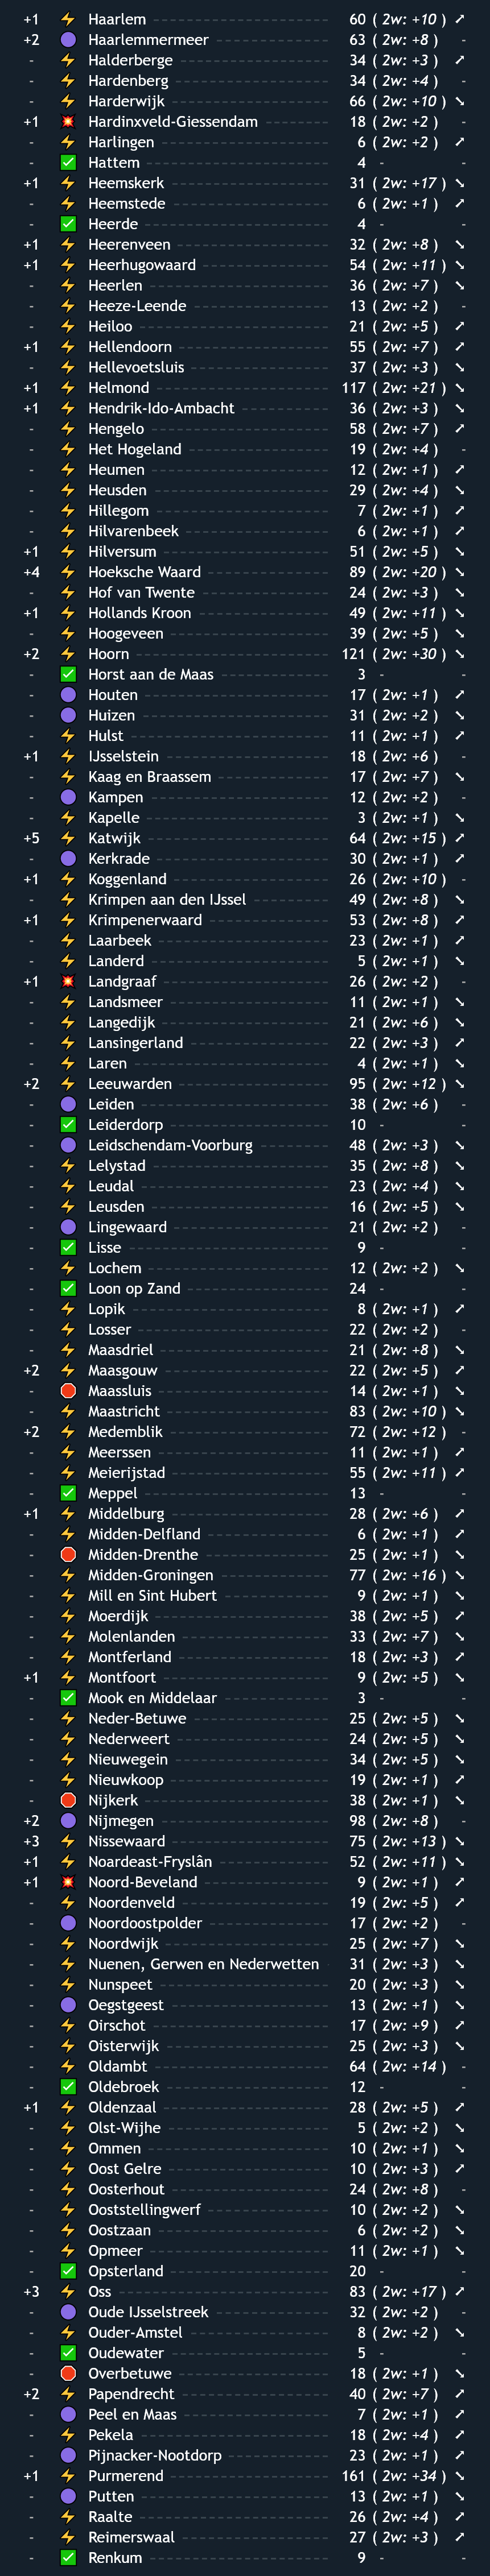 +1 ⚡ Haarlem 60 ( 2w: +10 ) ➚
+2 🟣 Haarlemmermeer 63 ( 2w: +8 ) -
- ⚡ Halderberge 34 ( 2w: +3 ) ➚
- ⚡ Hardenberg 34 ( 2w: +4 ) -
- ⚡ Harderwijk 66 ( 2w: +10 ) ➘
+1 💥 Hardinxveld-Giessendam 18 ( 2w: +2 ) -
- ⚡ Harlingen 6 ( 2w: +2 ) ➚
- ✅ Hattem 4 - -
+1 ⚡ Heemskerk 31 ( 2w: +17 ) ➘
- ⚡ Heemstede 6 ( 2w: +1 ) ➚
- ✅ Heerde 4 - -
+1 ⚡ Heerenveen 32 ( 2w: +8 ) ➘
+1 ⚡ Heerhugowaard 54 ( 2w: +11 ) ➘
- ⚡ Heerlen 36 ( 2w: +7 ) ➘
- ⚡ Heeze-Leende 13 ( 2w: +2 ) -
- ⚡ Heiloo 21 ( 2w: +5 ) ➚
+1 ⚡ Hellendoorn 55 ( 2w: +7 ) ➚
- ⚡ Hellevoetsluis 37 ( 2w: +3 ) ➘
+1 ⚡ Helmond 117 ( 2w: +21 ) ➘
+1 ⚡ Hendrik-Ido-Ambacht 36 ( 2w: +3 ) ➘
- ⚡ Hengelo 58 ( 2w: +7 ) ➚
- ⚡ Het Hogeland 19 ( 2w: +4 ) -
- ⚡ Heumen 12 ( 2w: +1 ) ➚
- ⚡ Heusden 29 ( 2w: +4 ) ➘
- ⚡ Hillegom 7 ( 2w: +1 ) ➚
- ⚡ Hilvarenbeek 6 ( 2w: +1 ) ➚
+1 ⚡ Hilversum 51 ( 2w: +5 ) ➘
+4 ⚡ Hoeksche Waard 89 ( 2w: +20 ) ➘
- ⚡ Hof van Twente 24 ( 2w: +3 ) ➘
+1 ⚡ Hollands Kroon 49 ( 2w: +11 ) ➘
- ⚡ Hoogeveen 39 ( 2w: +5 ) ➘
+2 ⚡ Hoorn 121 ( 2w: +30 ) ➘
- ✅ Horst aan de Maas 3 - -
- 🟣 Houten 17 ( 2w: +1 ) ➚
- 🟣 Huizen 31 ( 2w: +2 ) ➘
- ⚡ Hulst 11 ( 2w: +1 ) ➚
+1 ⚡ IJsselstein 18 ( 2w: +6 ) -
- ⚡ Kaag en Braassem 17 ( 2w: +7 ) ➘
- 🟣 Kampen 12 ( 2w: +2 ) -
- ⚡ Kapelle 3 ( 2w: +1 ) ➘
+5 ⚡ Katwijk 64 ( 2w: +15 ) ➚
- 🟣 Kerkrade 30 ( 2w: +1 ) ➚
+1 ⚡ Koggenland 26 ( 2w: +10 ) -
- ⚡ Krimpen aan den IJssel 49 ( 2w: +8 ) ➘
+1 ⚡ Krimpenerwaard 53 ( 2w: +8 ) ➚
- ⚡ Laarbeek 23 ( 2w: +1 ) ➚
- ⚡ Landerd 5 ( 2w: +1 ) ➘
+1 💥 Landgraaf 26 ( 2w: +2 ) -
- ⚡ Landsmeer 11 ( 2w: +1 ) ➘
- ⚡ Langedijk 21 ( 2w: +6 ) ➘
- ⚡ Lansingerland 22 ( 2w: +3 ) ➚
- ⚡ Laren 4 ( 2w: +1 ) ➘
+2 ⚡ Leeuwarden 95 ( 2w: +12 ) ➘
- 🟣 Leiden 38 ( 2w: +6 ) -
- ✅ Leiderdorp 10 - -
- 🟣 Leidschendam-Voorburg 48 ( 2w: +3 ) ➘
- ⚡ Lelystad 35 ( 2w: +8 ) ➘
- ⚡ Leudal 23 ( 2w: +4 ) ➘
- ⚡ Leusden 16 ( 2w: +5 ) ➘
- 🟣 Lingewaard 21 ( 2w: +2 ) -
- ✅ Lisse 9 - -
- ⚡ Lochem 12 ( 2w: +2 ) ➘
- ✅ Loon op Zand 24 - -
- ⚡ Lopik 8 ( 2w: +1 ) ➚
- ⚡ Losser 22 ( 2w: +2 ) -
- ⚡ Maasdriel 21 ( 2w: +8 ) ➘
+2 ⚡ Maasgouw 22 ( 2w: +5 ) ➚
- 🛑 Maassluis 14 ( 2w: +1 ) ➘
- ⚡ Maastricht 83 ( 2w: +10 ) ➘
+2 ⚡ Medemblik 72 ( 2w: +12 ) -
- ⚡ Meerssen 11 ( 2w: +1 ) ➚
- ⚡ Meierijstad 55 ( 2w: +11 ) ➚
- ✅ Meppel 13 - -
+1 ⚡ Middelburg 28 ( 2w: +6 ) ➚
- ⚡ Midden-Delfland 6 ( 2w: +1 ) ➚
- 🛑 Midden-Drenthe 25 ( 2w: +1 ) ➘
- ⚡ Midden-Groningen 77 ( 2w: +16 ) ➘
- ⚡ Mill en Sint Hubert 9 ( 2w: +1 ) ➘
- ⚡ Moerdijk 38 ( 2w: +5 ) ➚
- ⚡ Molenlanden 33 ( 2w: +7 ) ➘
- ⚡ Montferland 18 ( 2w: +3 ) ➚
+1 ⚡ Montfoort 9 ( 2w: +5 ) ➘
- ✅ Mook en Middelaar 3 - -
- ⚡ Neder-Betuwe 25 ( 2w: +5 ) ➘
- ⚡ Nederweert 24 ( 2w: +5 ) ➘
- ⚡ Nieuwegein 34 ( 2w: +5 ) ➘
- ⚡ Nieuwkoop 19 ( 2w: +1 ) ➚
- 🛑 Nijkerk 38 ( 2w: +1 ) ➘
+2 🟣 Nijmegen 98 ( 2w: +8 ) -
+3 ⚡ Nissewaard 75 ( 2w: +13 ) ➘
+1 ⚡ Noardeast-Fryslân 52 ( 2w: +11 ) ➘
+1 💥 Noord-Beveland 9 ( 2w: +1 ) ➚
- ⚡ Noordenveld 19 ( 2w: +5 ) ➚
- 🟣 Noordoostpolder 17 ( 2w: +2 ) -
- ⚡ Noordwijk 25 ( 2w: +7 ) ➘
- ⚡ Nuenen, Gerwen en Nederwetten 31 ( 2w: +3 ) ➘
- ⚡ Nunspeet 20 ( 2w: +3 ) ➘
- 🟣 Oegstgeest 13 ( 2w: +1 ) ➘
- ⚡ Oirschot 17 ( 2w: +9 ) ➚
- ⚡ Oisterwijk 25 ( 2w: +3 ) ➘
- ⚡ Oldambt 64 ( 2w: +14 ) -
- ✅ Oldebroek 12 - -
+1 ⚡ Oldenzaal 28 ( 2w: +5 ) ➚
- ⚡ Olst-Wijhe 5 ( 2w: +2 ) ➘
- ⚡ Ommen 10 ( 2w: +1 ) ➘
- ⚡ Oost Gelre 10 ( 2w: +3 ) ➚
- ⚡ Oosterhout 24 ( 2w: +8 ) -
- ⚡ Ooststellingwerf 10 ( 2w: +2 ) ➘
- ⚡ Oostzaan 6 ( 2w: +2 ) ➘
- ⚡ Opmeer 11 ( 2w: +1 ) ➘
- ✅ Opsterland 20 - -
+3 ⚡ Oss 83 ( 2w: +17 ) ➚
- 🟣 Oude IJsselstreek 32 ( 2w: +2 ) -
- ⚡ Ouder-Amstel 8 ( 2w: +2 ) ➘
- ✅ Oudewater 5 - -
- 🛑 Overbetuwe 18 ( 2w: +1 ) ➘
+2 ⚡ Papendrecht 40 ( 2w: +7 ) ➚
- 🟣 Peel en Maas 7 ( 2w: +1 ) ➚
- ⚡ Pekela 18 ( 2w: +4 ) ➚
- 🟣 Pijnacker-Nootdorp 23 ( 2w: +1 ) ➚
+1 ⚡ Purmerend 161 ( 2w: +34 ) ➘
- 🟣 Putten 13 ( 2w: +1 ) ➘
- ⚡ Raalte 26 ( 2w: +4 ) ➚
- ⚡ Reimerswaal 27 ( 2w: +3 ) ➚
- ✅ Renkum 9 - -